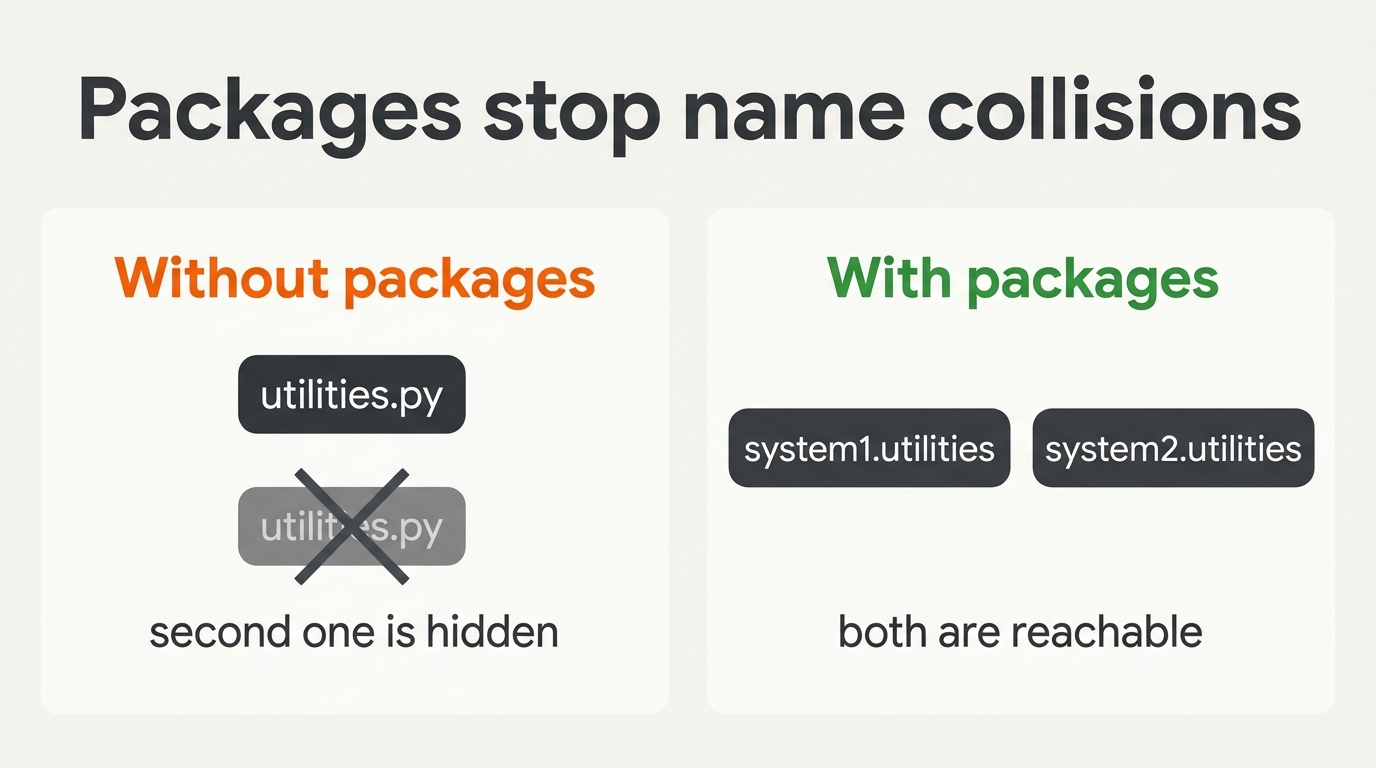 Packages stop name collisions
Without packages
utilities.py
utilities.py
second one is hidden
With packages
system1.utilities
system2.utilities
both are reachable